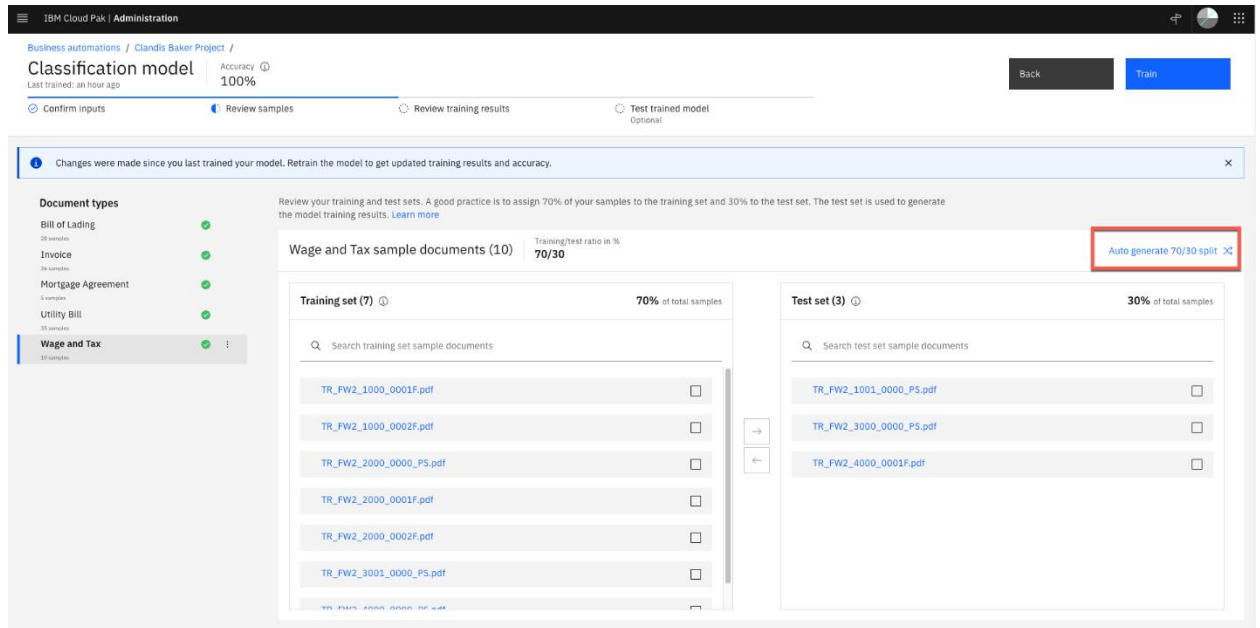 IBM Cloud Pak | Administration
Business automations / Clandis Baker Project /
Classification model
Last trained: an hour ago
Accuracy
100%
Back
Train
Confirm inputs
Review samples
Review training results
Test trained model
Optional
Changes were made since you last trained your model. Retrain the model to get updated training results and accuracy.
Document types
Bill of Lading
28 samples
Invoice
26 samples
Mortgage Agreement
5 samples
Utility Bill
35 samples
Wage and Tax
10 samples
Review your training and test sets. A good practice is to assign 70% of your samples to the training set and 30% to the test set. The test set is used to generate
the model training results. Learn more
Wage and Tax sample documents (10)
Training/test ratio in %
70/30
Auto generate 70/30 split
Training set (7)
70% of total samples
Search training set sample documents
TR_FW2_1000_0001F.pdf
TR_FW2_1000_0002F.pdf
TR_FW2_2000_0000_PS.pdf
TR_FW2_2000_0001F.pdf
TR_FW2_2000_0002F.pdf
TR_FW2_3001_0000_PS.pdf
TR_FW2_4000_0000_PS.pdf
Test set (3)
30% of total samples
Search test set sample documents
TR_FW2_1001_0000_PS.pdf
TR_FW2_3000_0000_PS.pdf
TR_FW2_4000_0001F.pdf